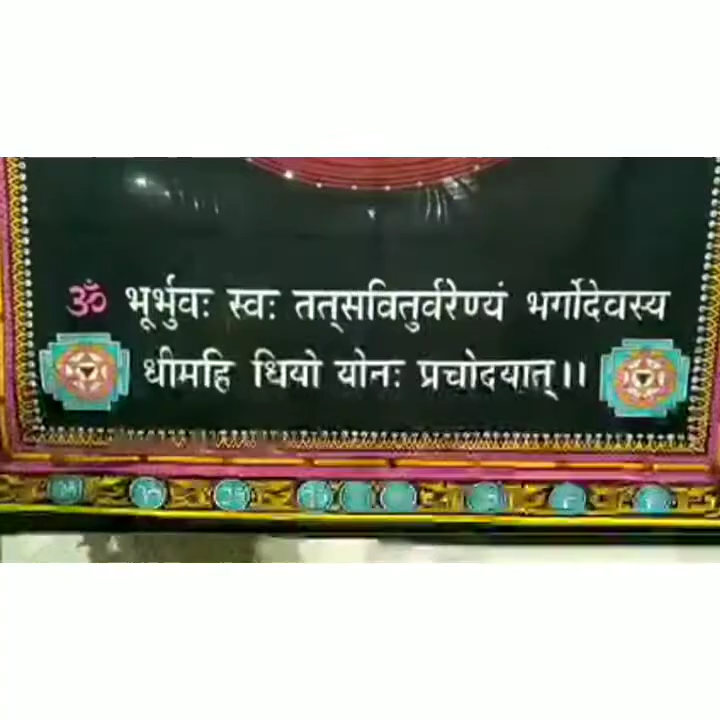 ॐ भूर्भुवः स्वः तत्सवितुर्वरेण्यं भर्गोदेवस्य
धीमहि धियो योनः प्रचोदयात्।।